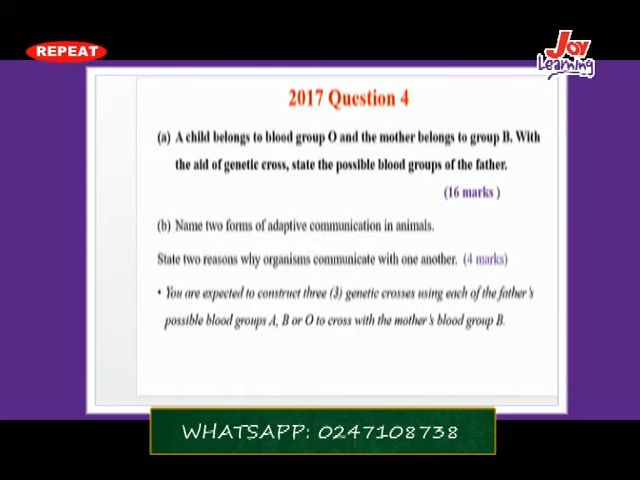 REPEAT
Joy
Learning
2017 Question 4
(a) A child belongs to blood group O and the mother belongs to group B. With
the aid of genetic cross, state the possible blood groups of the father.
(16 marks )
(b) Name two forms of adaptive communication in animals.
State two reasons why organisms communicate with one another. (4 marks)
• You are expected to construct three (3) genetic crosses using each of the father's
possible blood groups A, B or O to cross with the mother's blood group B.
WHATSAPP: 0247108738